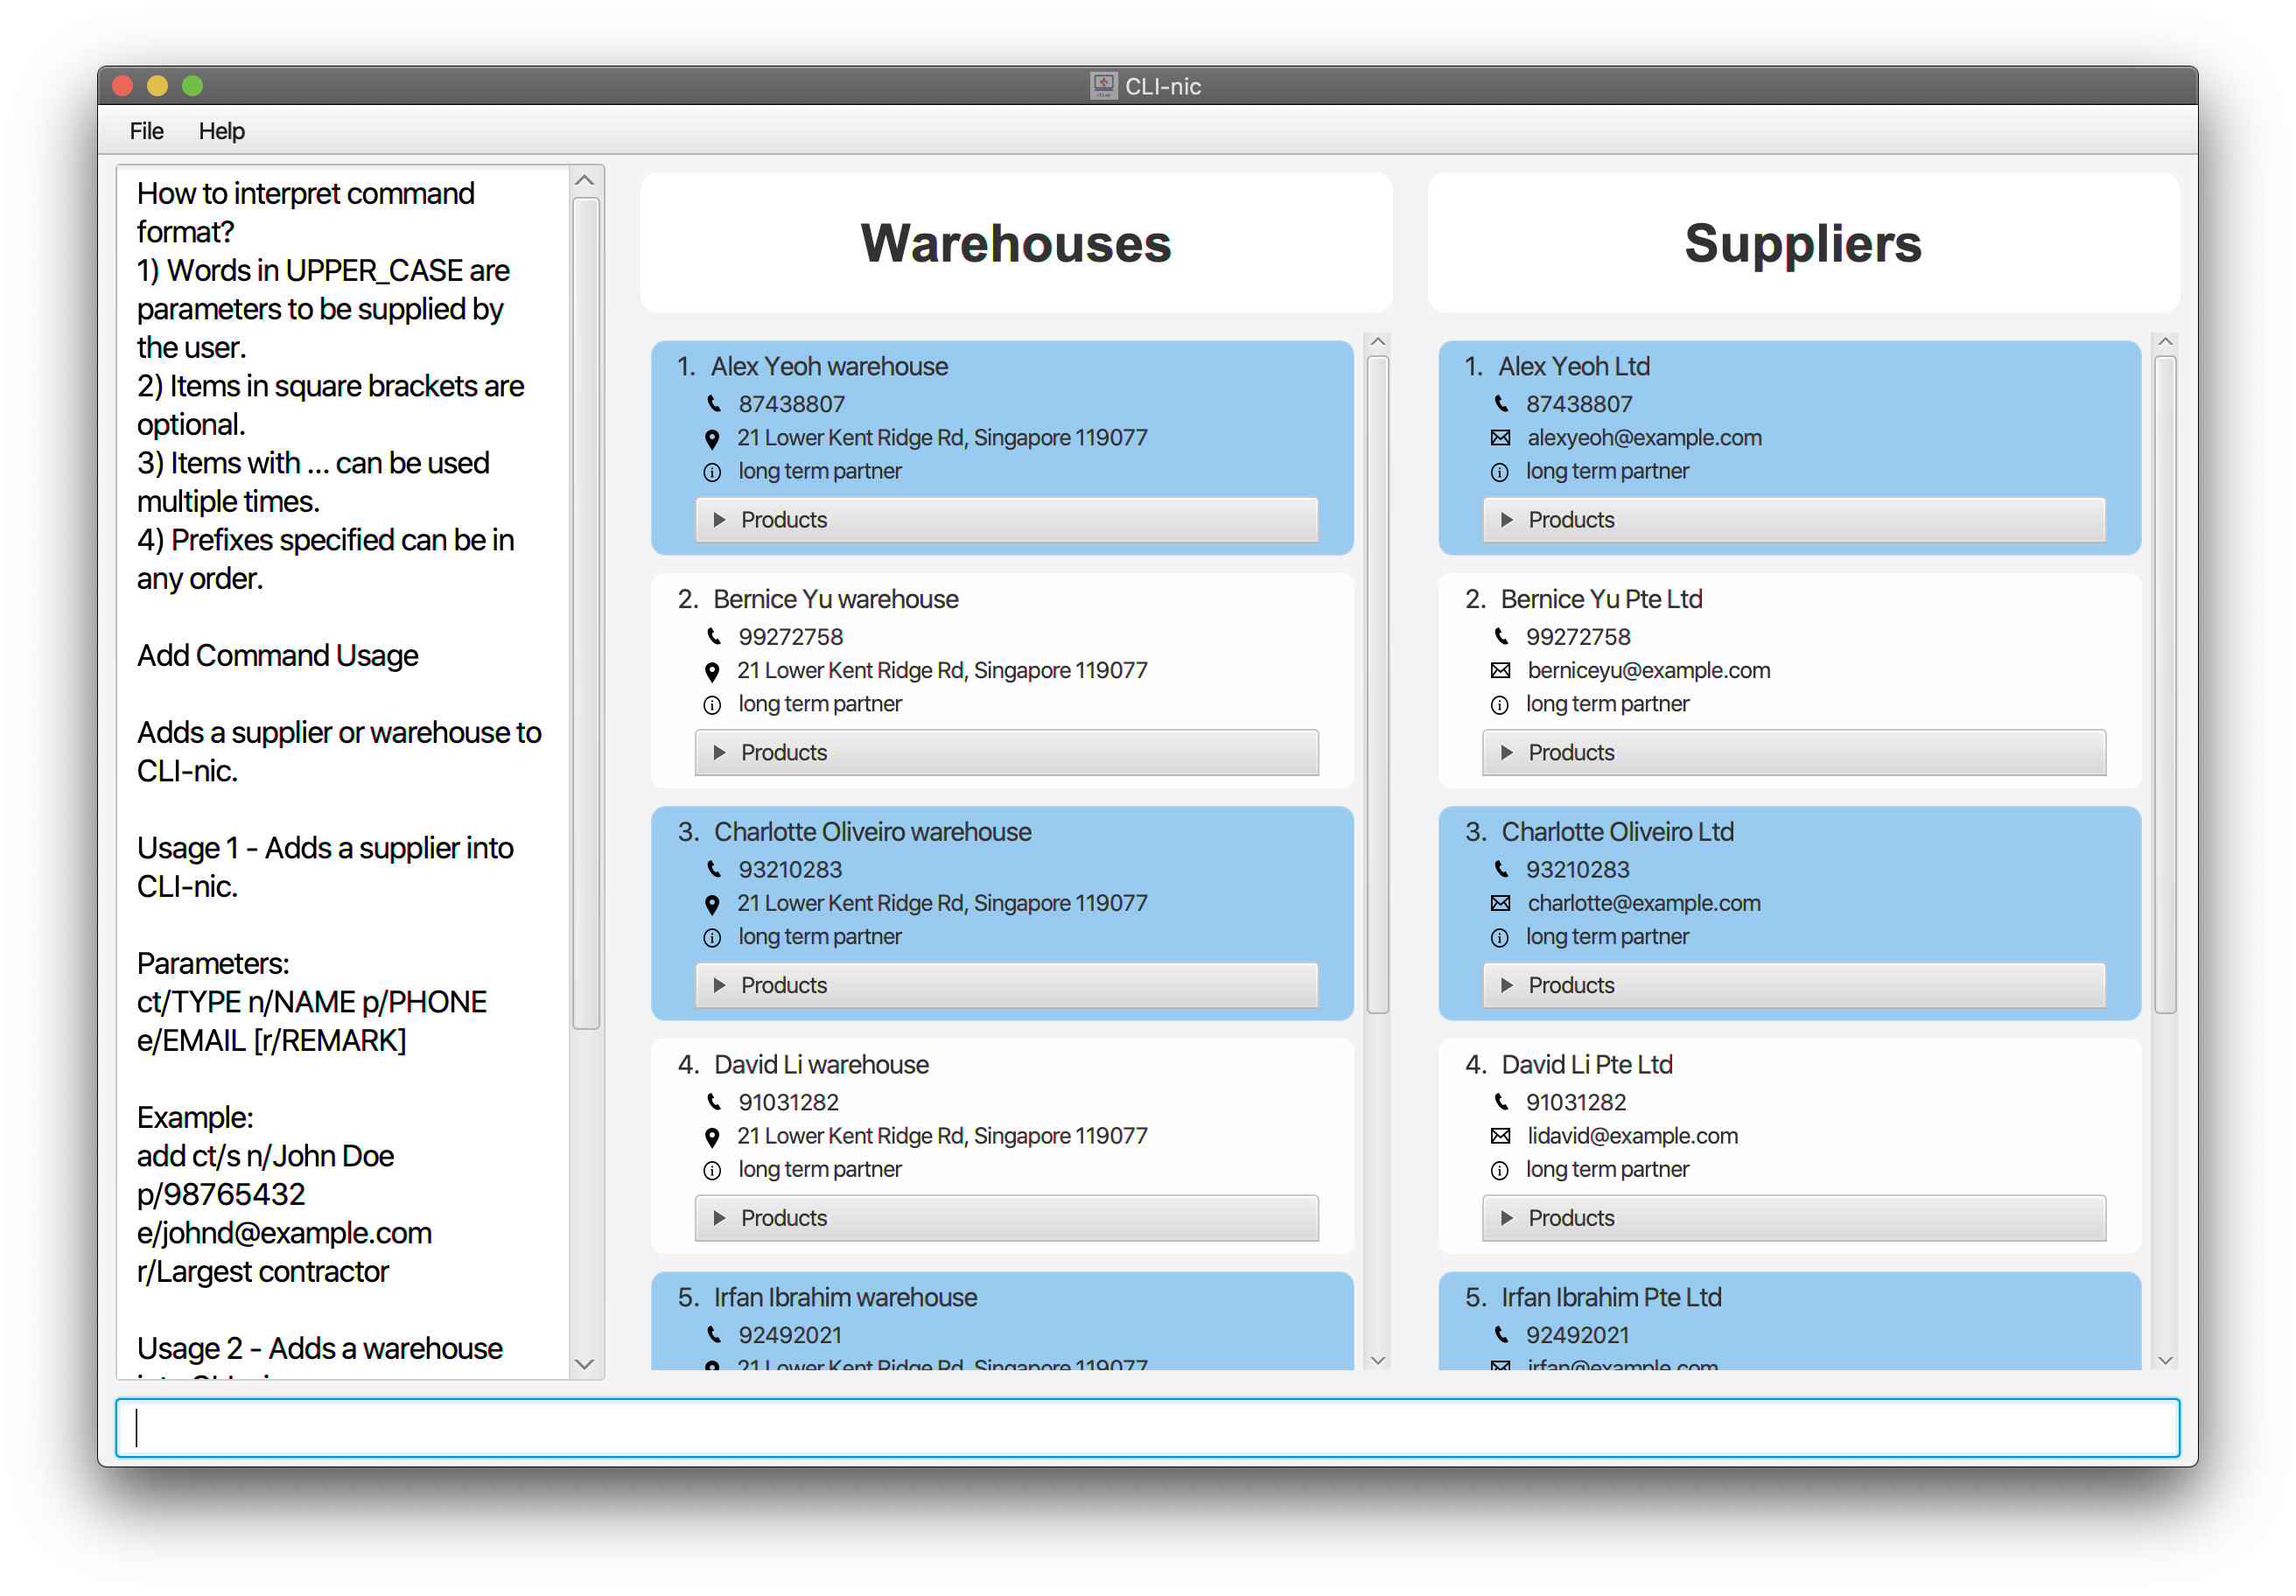 CLI-nic
File Help
How to interpret command
format?
1) Words in UPPER_CASE are
parameters to be supplied by
the user.
2) Items in square brackets are
optional.
3) Items with ... can be used
multiple times.
4) Prefixes specified can be in
any order.
Add Command Usage
Adds a supplier or warehouse to
CLI-nic.
Usage 1 - Adds a supplier into
CLI-nic.
Parameters:
ct/TYPE n/NAME p/PHONE
e/EMAIL [r/REMARK]
Example:
add ct/s n/John Doe
p/98765432
e/johnd@example.com
r/Largest contractor
Usage 2 - Adds a warehouse
Warehouses
1. Alex Yeoh warehouse
87438807
21 Lower Kent Ridge Rd, Singapore 119077
long term partner
Products
2. Bernice Yu warehouse
99272758
21 Lower Kent Ridge Rd, Singapore 119077
long term partner
Products
3. Charlotte Oliveiro warehouse
93210283
21 Lower Kent Ridge Rd, Singapore 119077
long term partner
Products
4. David Li warehouse
91031282
21 Lower Kent Ridge Rd, Singapore 119077
long term partner
Products
5. Irfan Ibrahim warehouse
92492021
21 Lower Kent Ridge Rd, Singapore 119077
Suppliers
1. Alex Yeoh Ltd
87438807
alexyeoh@example.com
long term partner
Products
2. Bernice Yu Pte Ltd
99272758
berniceyu@example.com
long term partner
Products
3. Charlotte Oliveiro Ltd
93210283
charlotte@example.com
long term partner
Products
4. David Li Pte Ltd
91031282
lidavid@example.com
long term partner
Products
5. Irfan Ibrahim Pte Ltd
92492021
irfan@example.com